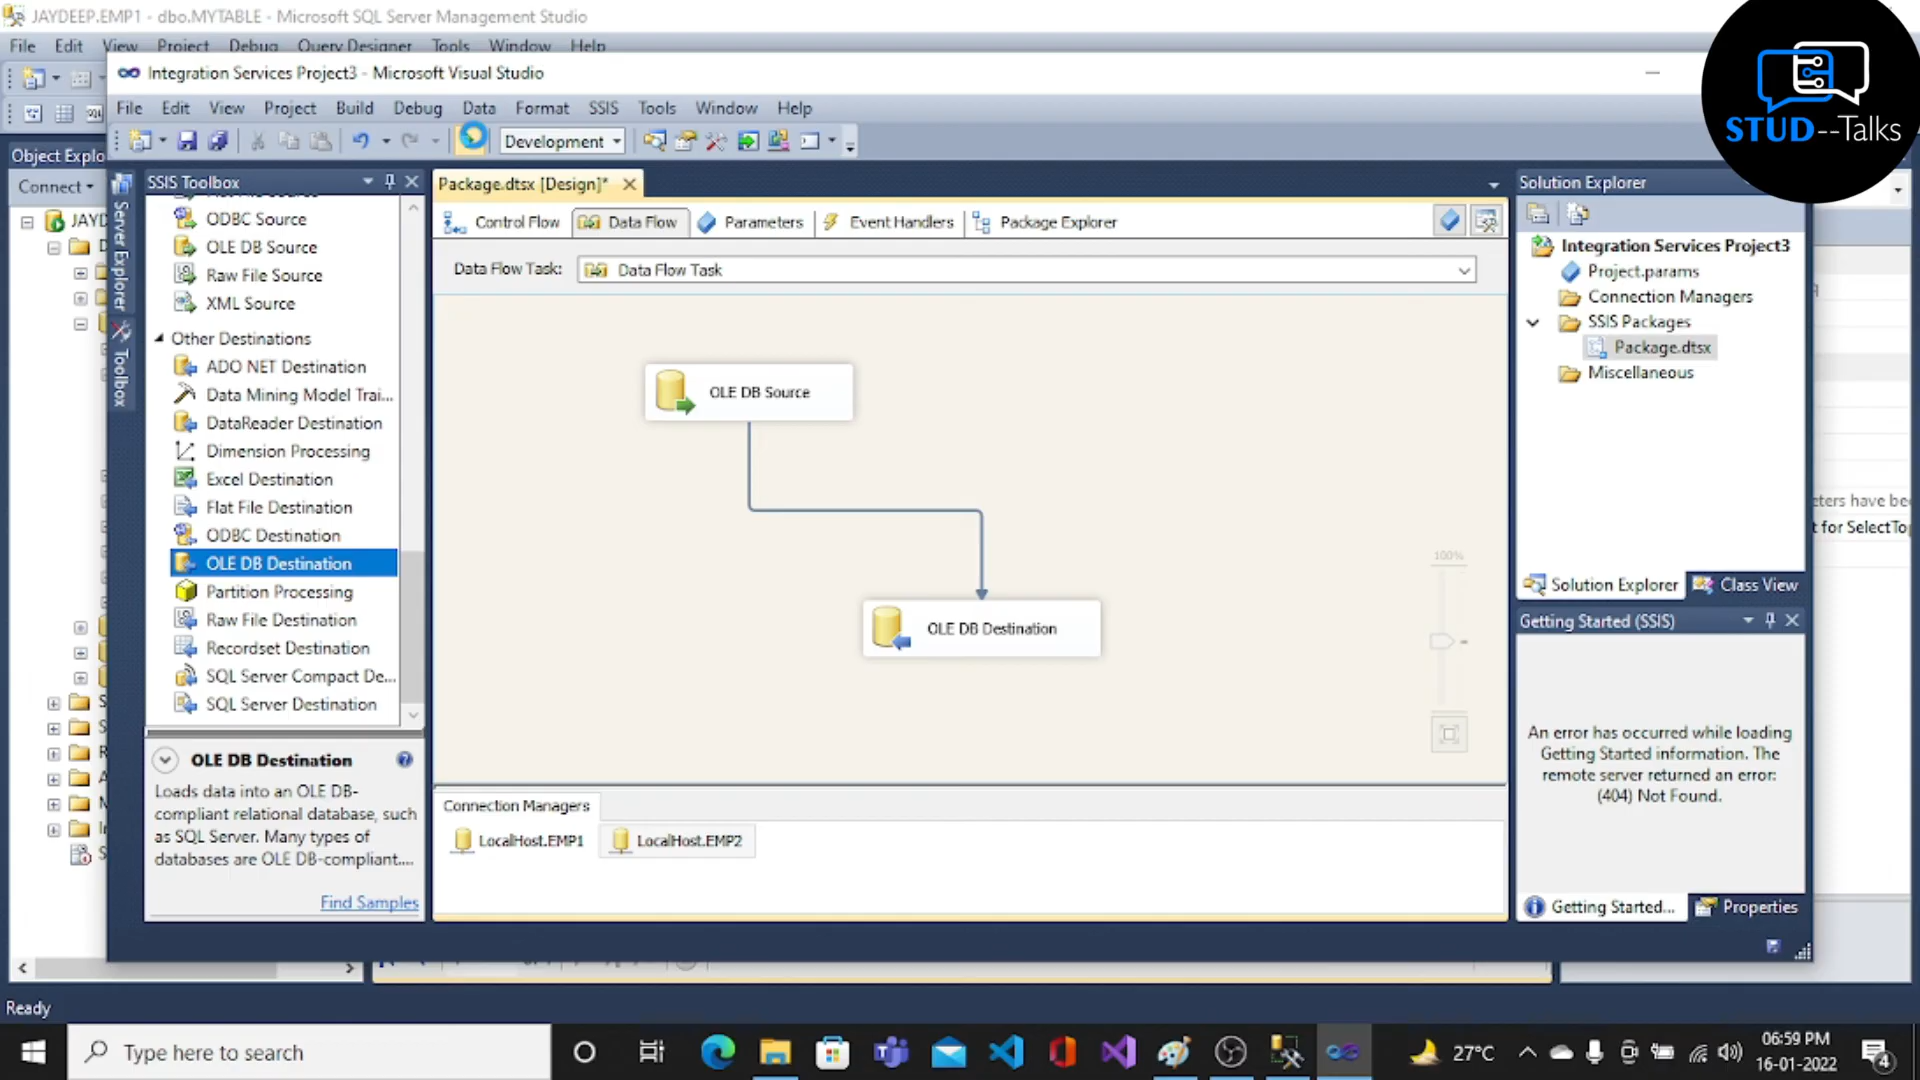 JAYDEEP.EMP1 - dbo.MYTABLE - Microsoft SQL Server Management Studio
File Edit View Project Debug Query Designer Tools Window Help
Integration Services Project3 - Microsoft Visual Studio
File Edit View Project Build Debug Data Format SSIS Tools Window Help
Development
STUD--Talks
Object Explo
Connect
JAYD
SSIS Toolbox
Server Explorer
Toolbox
ODBC Source
OLE DB Source
Raw File Source
XML Source
Other Destinations
ADO NET Destination
Data Mining Model Trai...
DataReader Destination
Dimension Processing
Excel Destination
Flat File Destination
ODBC Destination
OLE DB Destination
Partition Processing
Raw File Destination
Recordset Destination
SQL Server Compact De...
SQL Server Destination
OLE DB Destination
Loads data into an OLE DB-
compliant relational database, such
as SQL Server. Many types of
databases are OLE DB-compliant....
Find Samples
Package.dtsx [Design]*
Control Flow Data Flow Parameters Event Handlers Package Explorer
Data Flow Task: Data Flow Task
OLE DB Source
OLE DB Destination
100%
Connection Managers
LocalHost.EMP1 LocalHost.EMP2
Solution Explorer
Integration Services Project3
Project.params
Connection Managers
SSIS Packages
Package.dtsx
Miscellaneous
Solution Explorer Class View
Getting Started (SSIS)
An error has occurred while loading
Getting Started information. The
remote server returned an error:
(404) Not Found.
Getting Started... Properties
eters have bee
t for SelectTop
Ready
Type here to search
27°C
06:59 PM
16-01-2022
4